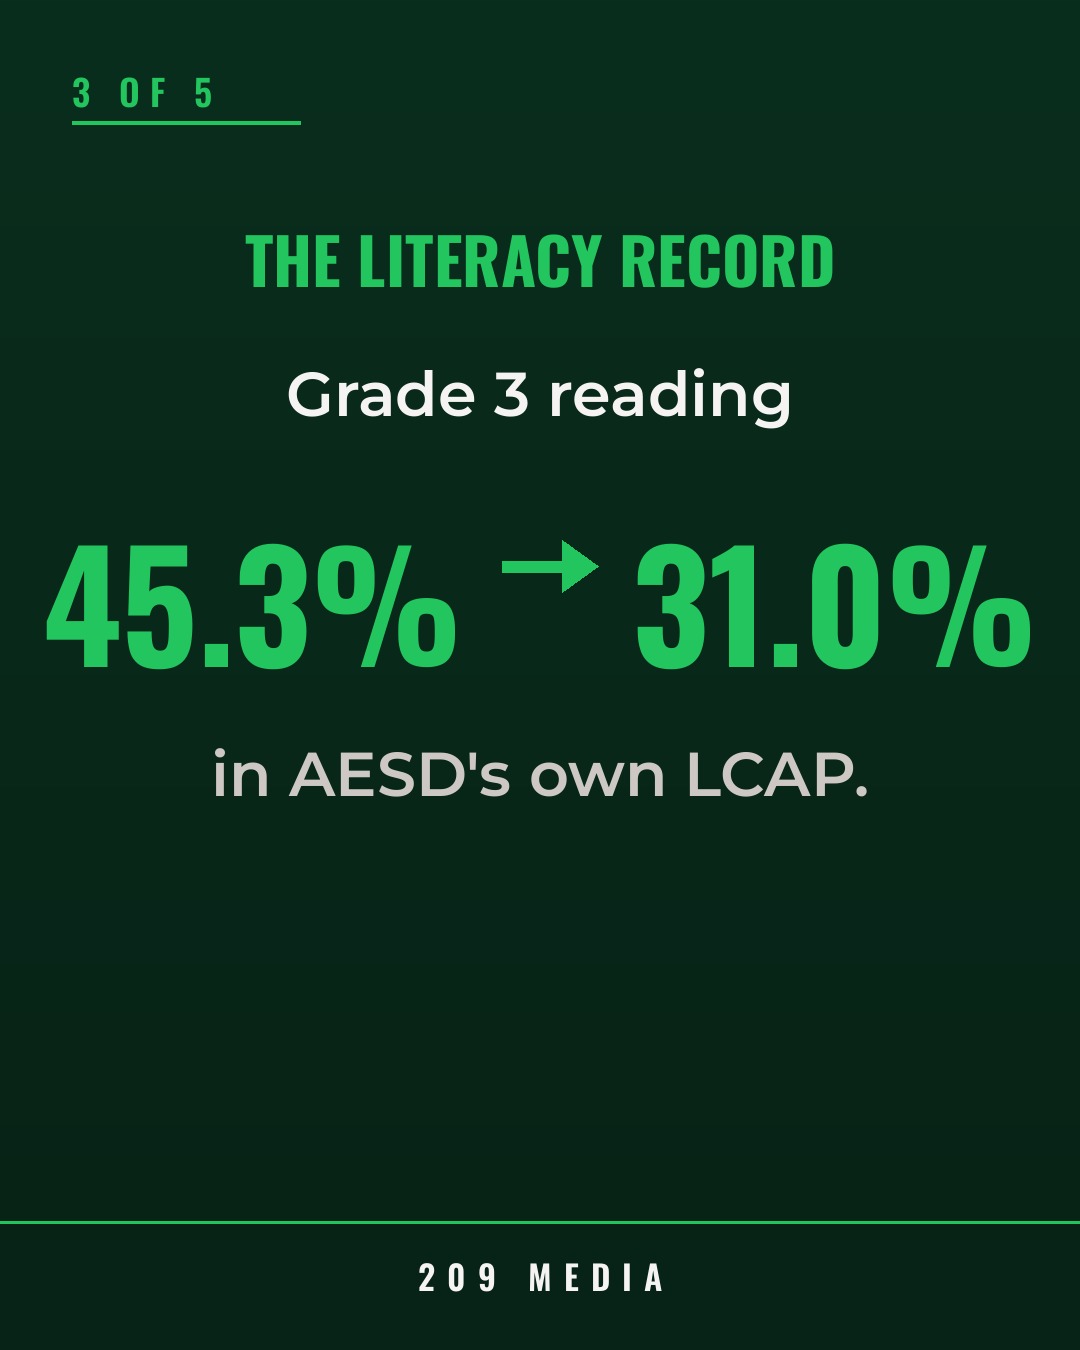 3 OF 5
THE LITERACY RECORD
Grade 3 reading
45.3% → 31.0%
in AESD's own LCAP.
209 MEDIA